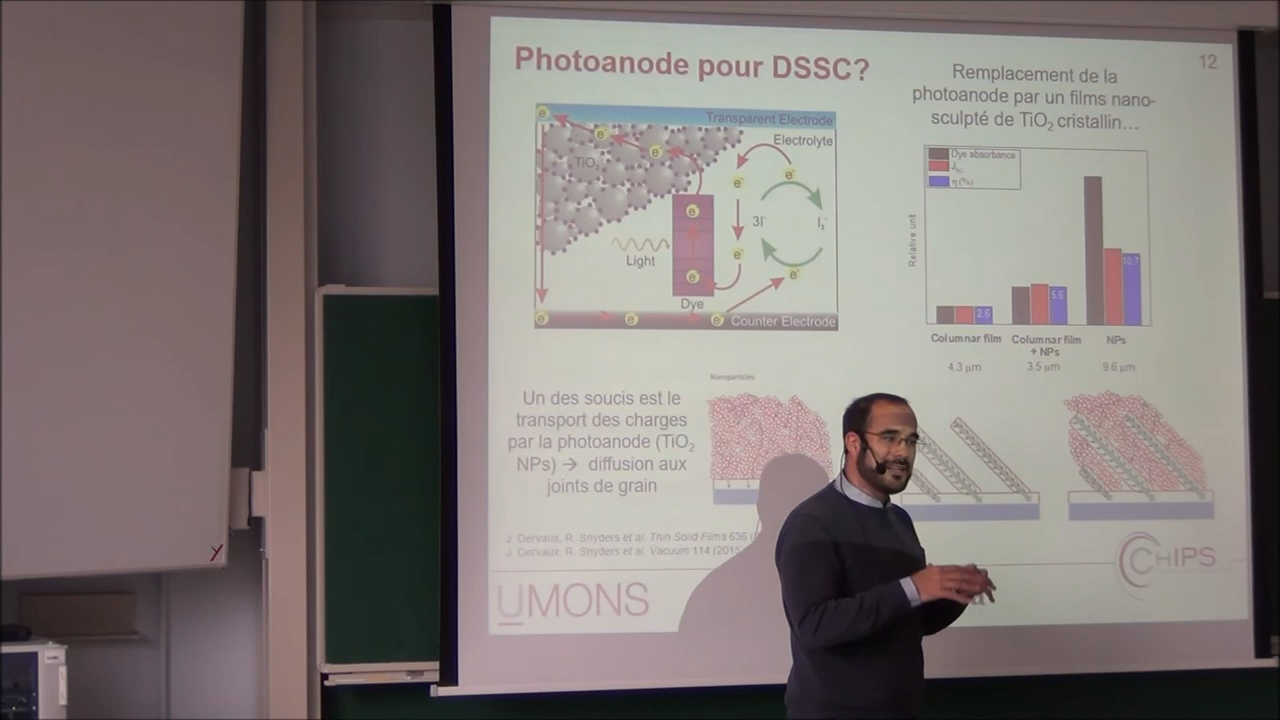 Photoanode pour DSSC?
12
Remplacement de la
photoanode par un films nano-
sculpté de TiO2 cristallin...
Transparent Electrode
Electrolyte
TiO2
e-
e-
e-
e-
e-
e-
e-
e-
e-
e-
e-
e-
3I-
I3-
Light
Dye
Counter Electrode
Dye absorbance
Jsc
η (%)
Relative unit
2.6
5.6
10.7
Columnar film
Columnar film
+ NPs
NPs
4.3 µm
3.5 µm
9.6 µm
Un des soucis est le
transport des charges
par la photoanode (TiO2
NPs) → diffusion aux
joints de grain
Nanoparticles
J. Dervaux, R. Snyders et al. Thin Solid Films 636
J. Dervaux, R. Snyders et al. Vacuum 114 (2015
UMONS
CHIPS